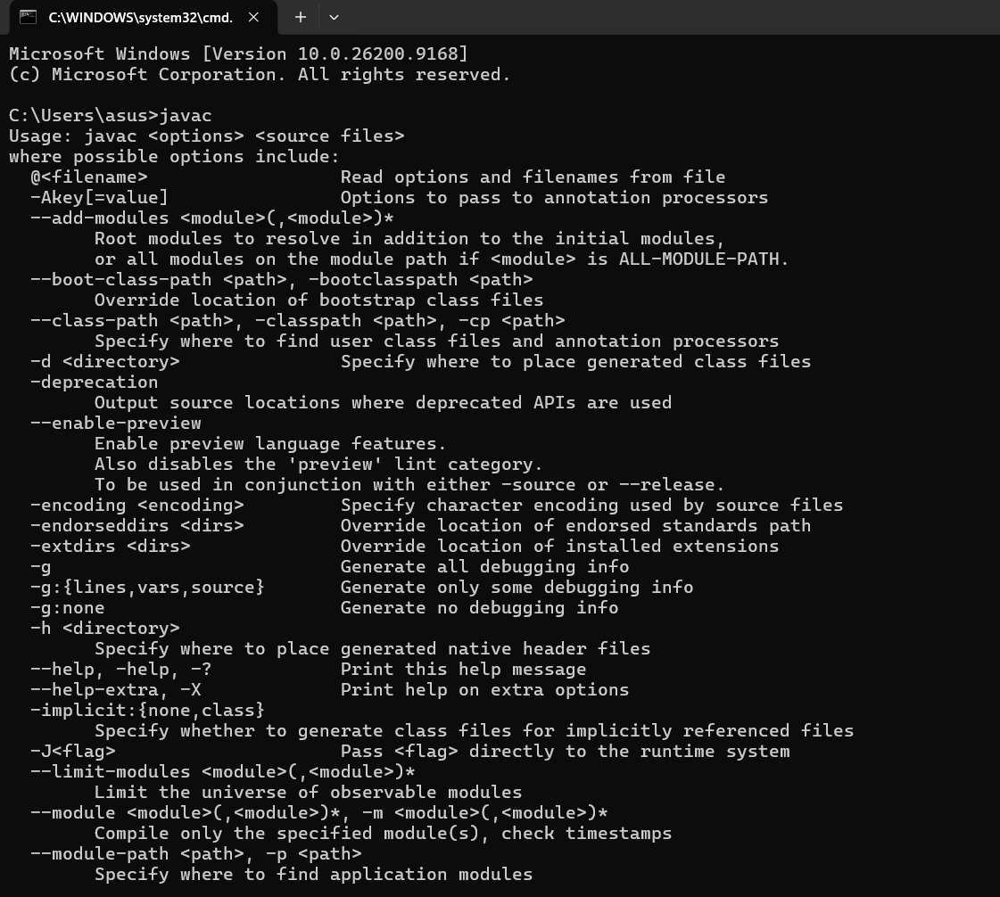 C:\WINDOWS\system32\cmd.
Microsoft Windows [Version 10.0.26200.9168]
(c) Microsoft Corporation. All rights reserved.
C:\Users\asus>javac
Usage: javac <options> <source files>
where possible options include:
  @<filename>                  Read options and filenames from file
  -Akey[=value]                Options to pass to annotation processors
  --add-modules <module>(,<module>)*
        Root modules to resolve in addition to the initial modules,
        or all modules on the module path if <module> is ALL-MODULE-PATH.
  --boot-class-path <path>, -bootclasspath <path>
        Override location of bootstrap class files
  --class-path <path>, -classpath <path>, -cp <path>
        Specify where to find user class files and annotation processors
  -d <directory>               Specify where to place generated class files
  -deprecation
        Output source locations where deprecated APIs are used
  --enable-preview
        Enable preview language features.
        Also disables the 'preview' lint category.
        To be used in conjunction with either -source or --release.
  -encoding <encoding>         Specify character encoding used by source files
  -endorseddirs <dirs>         Override location of endorsed standards path
  -extdirs <dirs>              Override location of installed extensions
  -g                           Generate all debugging info
  -g:{lines,vars,source}       Generate only some debugging info
  -g:none                      Generate no debugging info
  -h <directory>
        Specify where to place generated native header files
  --help, -help, -?            Print this help message
  --help-extra, -X             Print help on extra options
  -implicit:{none,class}
        Specify whether to generate class files for implicitly referenced files
  -J<flag>                     Pass <flag> directly to the runtime system
  --limit-modules <module>(,<module>)*
        Limit the universe of observable modules
  --module <module>(,<module>)*, -m <module>(,<module>)*
        Compile only the specified module(s), check timestamps
  --module-path <path>, -p <path>
        Specify where to find application modules